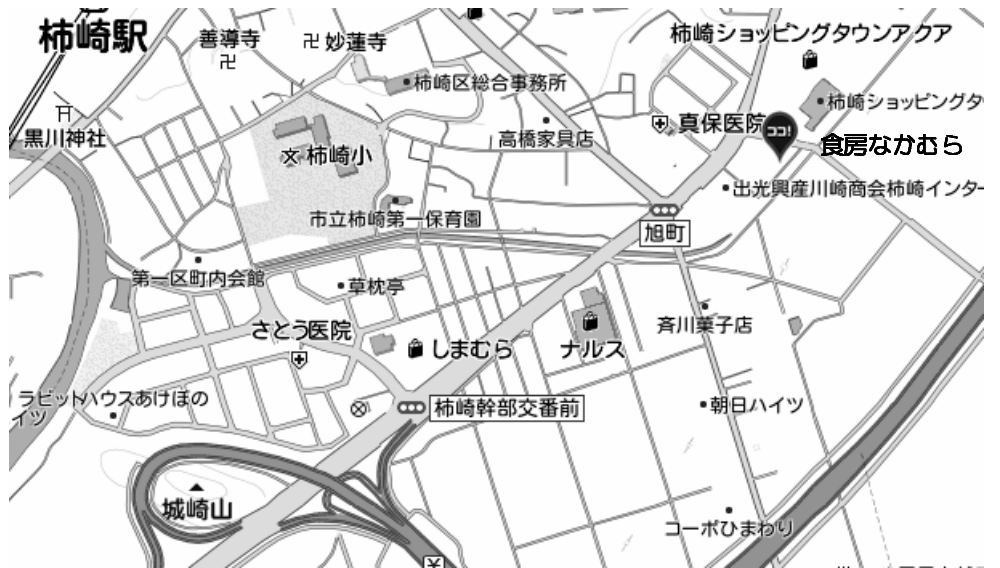 柿崎駅
善導寺
卍
卍妙蓮寺
柿崎ショッピングタウンアクア
柿崎区総合事務所
柿崎ショッピングタ
黒川神社
文柿崎小
高橋家具店
真保医院
ココ!
食房なかむら
出光興産川崎商会柿崎インター
市立柿崎第一保育園
旭町
第一区町内会館
草枕亭
さとう医院
しまむら
ナルス
斉川菓子店
ラビットハウスあけぼの
イツ
柿崎幹部交番前
朝日ハイツ
城崎山
コーポひまわり